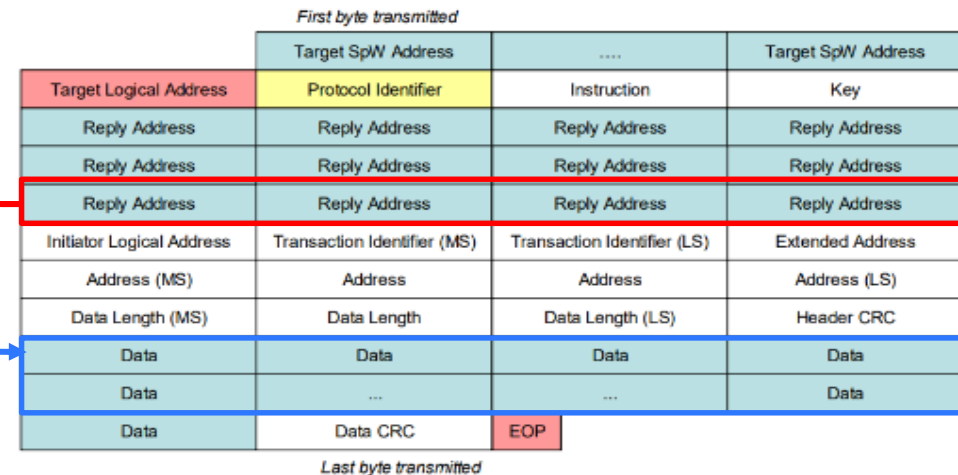 First byte transmitted
Target SpW Address .... Target SpW Address
Target Logical Address Protocol Identifier Instruction Key
Reply Address Reply Address Reply Address Reply Address
Reply Address Reply Address Reply Address Reply Address
Reply Address Reply Address Reply Address Reply Address
Initiator Logical Address Transaction Identifier (MS) Transaction Identifier (LS) Extended Address
Address (MS) Address Address Address (LS)
Data Length (MS) Data Length Data Length (LS) Header CRC
Data Data Data Data
Data ... ... Data
Data Data CRC EOP
Last byte transmitted